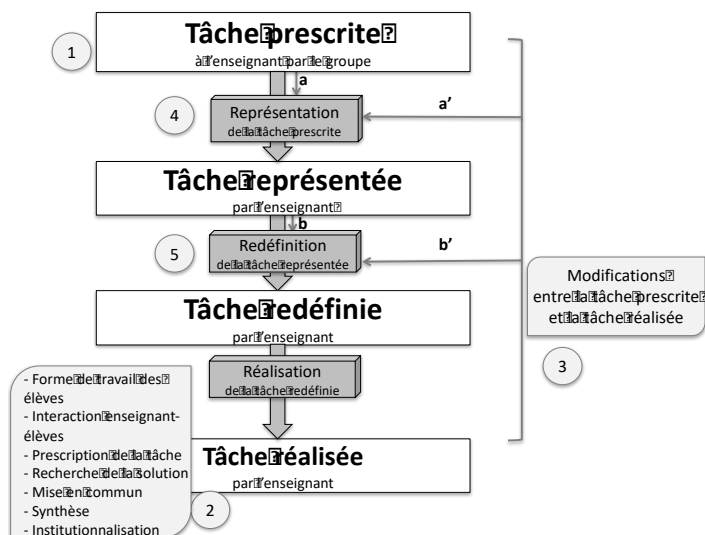 1
Tâche prescrite
à l'enseignant par le groupe
a
4
Représentation
de la tâche prescrite
a'
Tâche représentée
par l'enseignant
b
5
Redéfinition
de la tâche représentée
b'
Tâche redéfinie
par l'enseignant
Modifications
entre la tâche prescrite
et la tâche réalisée
3
Réalisation
de la tâche redéfinie
Tâche réalisée
par l'enseignant
- Forme de travail des
élèves
- Interaction enseignant-
élèves
- Prescription de la tâche
- Recherche de la solution
- Mise en commun
- Synthèse
- Institutionnalisation
2